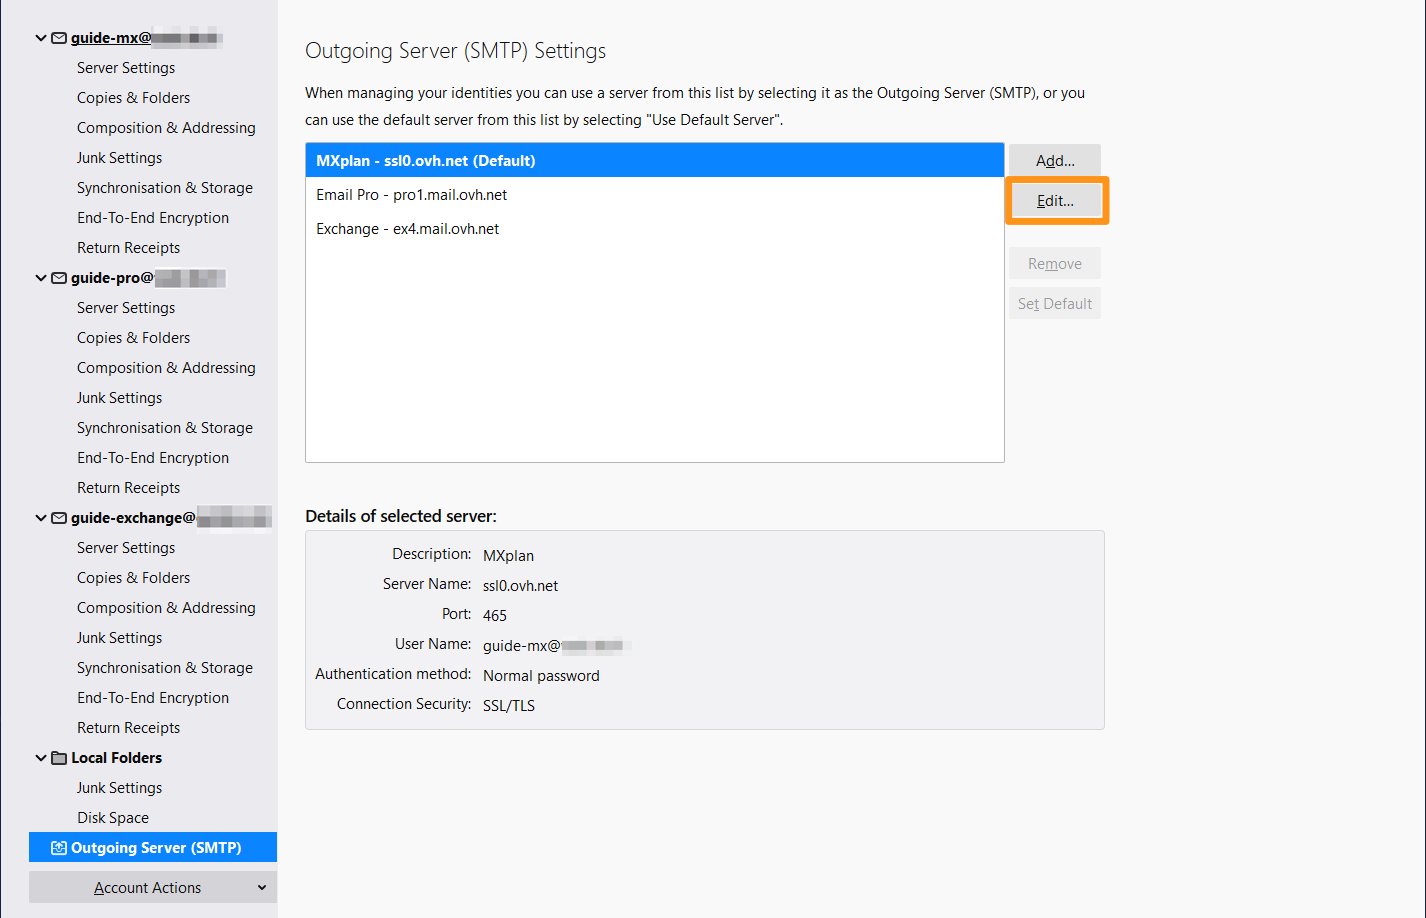 guide-mx@
Server Settings
Copies & Folders
Composition & Addressing
Junk Settings
Synchronisation & Storage
End-To-End Encryption
Return Receipts
guide-pro@
Server Settings
Copies & Folders
Composition & Addressing
Junk Settings
Synchronisation & Storage
End-To-End Encryption
Return Receipts
guide-exchange@
Server Settings
Copies & Folders
Composition & Addressing
Junk Settings
Synchronisation & Storage
End-To-End Encryption
Return Receipts
Local Folders
Junk Settings
Disk Space
Outgoing Server (SMTP)
Account Actions
Outgoing Server (SMTP) Settings
When managing your identities you can use a server from this list by selecting it as the Outgoing Server (SMTP), or you
can use the default server from this list by selecting "Use Default Server".
MXplan - ssl0.ovh.net (Default)
Email Pro - pro1.mail.ovh.net
Exchange - ex4.mail.ovh.net
Add...
Edit...
Remove
Set Default
Details of selected server:
Description: MXplan
Server Name: ssl0.ovh.net
Port: 465
User Name: guide-mx@
Authentication method: Normal password
Connection Security: SSL/TLS